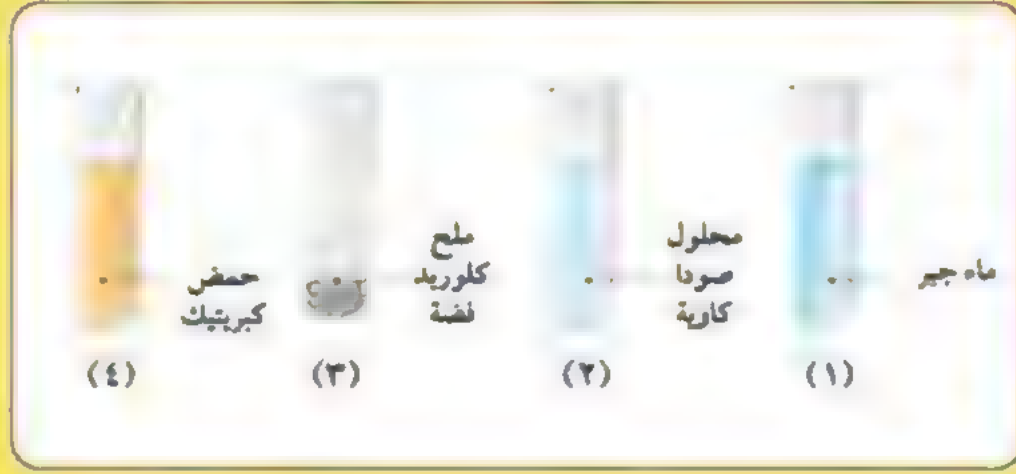 ماء جير
(١)
محلول
صودا
كاوية
(٢)
ملح
كلوريد
فضة
(٣)
حمض
كبريتيك
(٤)